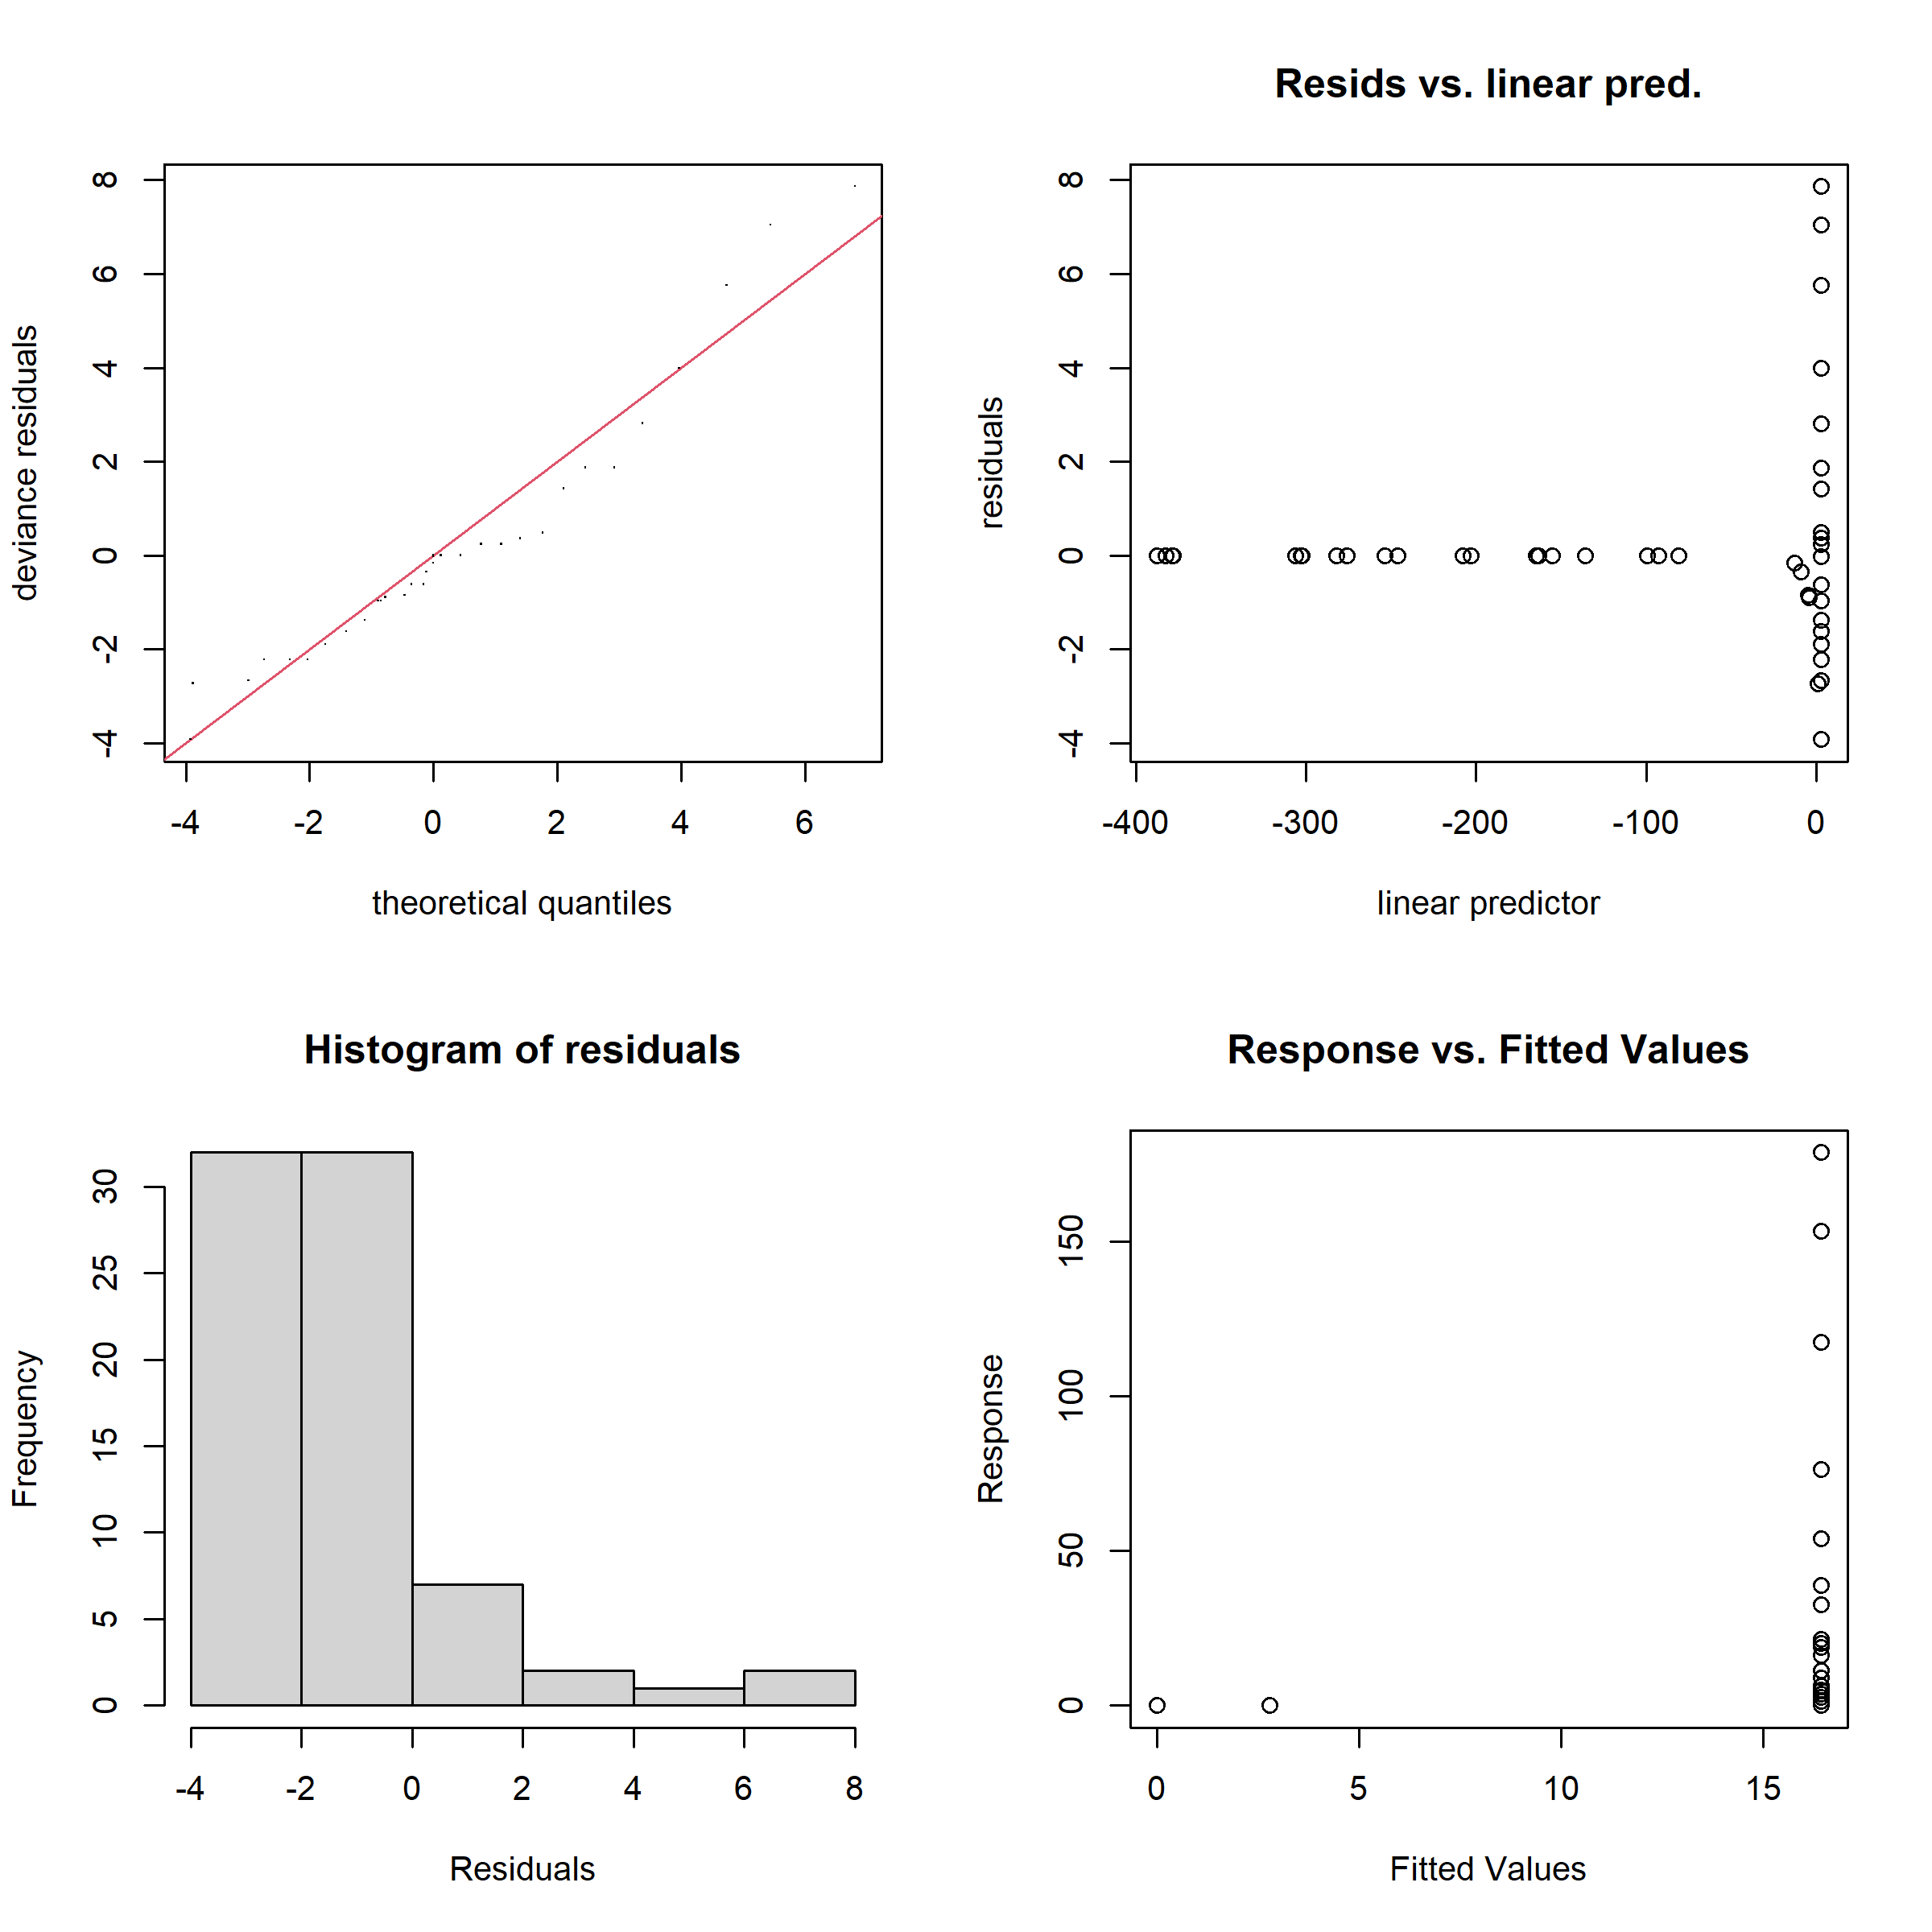 deviance residuals
8
6
4
2
0
-2
-4
-4 -2 0 2 4 6
theoretical quantiles
Resids vs. linear pred.
residuals
8
6
4
2
0
-2
-4
-400 -300 -200 -100 0
linear predictor
Histogram of residuals
Frequency
30
25
20
15
10
5
0
-4 -2 0 2 4 6 8
Residuals
Response vs. Fitted Values
Response
150
100
50
0
0 5 10 15
Fitted Values